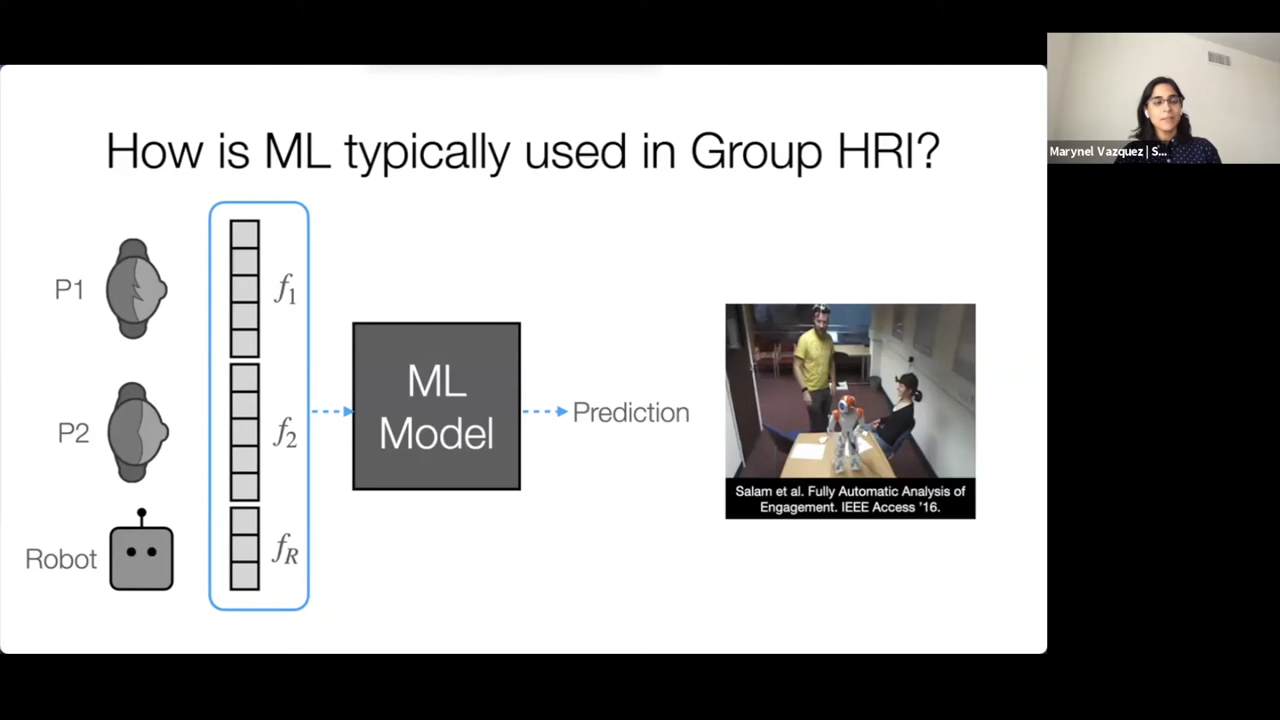 How is ML typically used in Group HRI?
Marynel Vazquez | S...
P1
f1
P2
f2
Robot
fR
ML
Model
Prediction
Salam et al. Fully Automatic Analysis of
Engagement. IEEE Access '16.